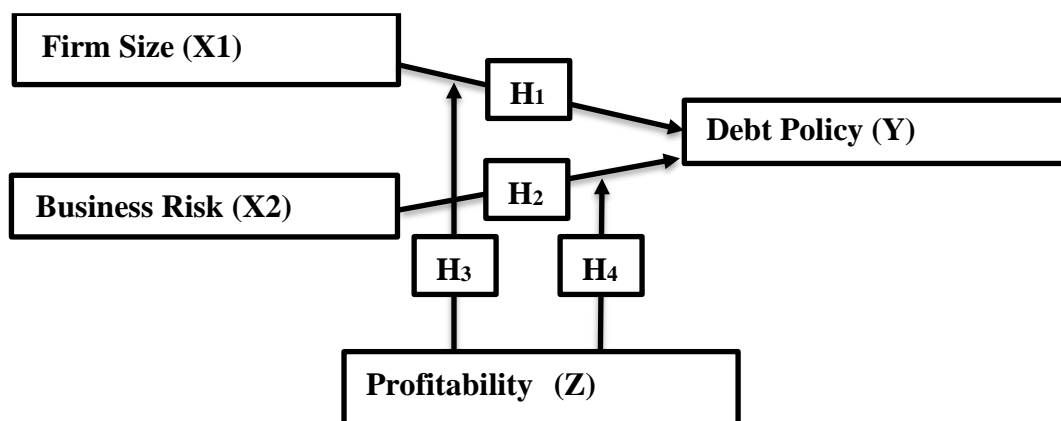 Firm Size (X1)
H1
Debt Policy (Y)
H2
Business Risk (X2)
H3
H4
Profitability (Z)